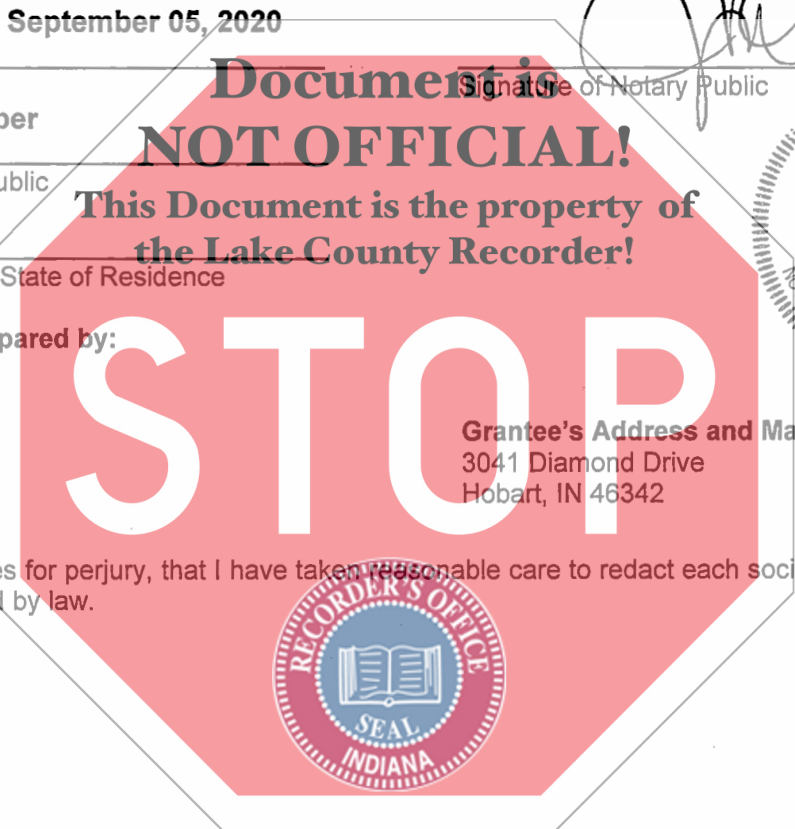 September 05, 2020
Document is
Signature of Notary Public
ber
NOT OFFICIAL!
ublic
This Document is the property of
the Lake County Recorder!
State of Residence
pared by:
STOP
Grantee's Address and Ma
3041 Diamond Drive
Hobart, IN 46342
es for perjury, that I have taken reasonable care to redact each soci
d by law.
RECORDER'S OFFICE
SEAL
INDIANA